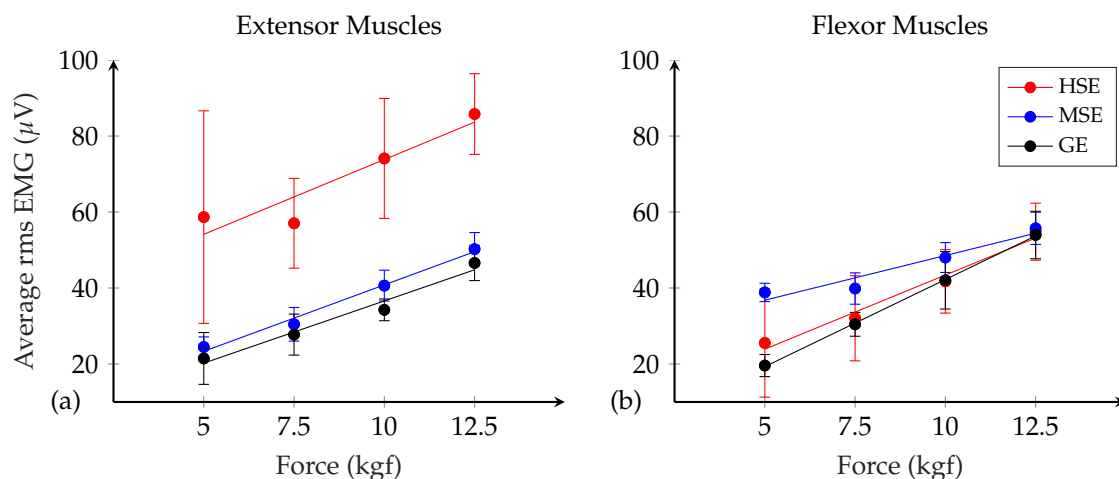 Extensor Muscles
Average rms EMG (μV)
100
80
60
40
20
(a)
5 7.5 10 12.5
Force (kgf)
Flexor Muscles
100
80
60
40
20
(b)
5 7.5 10 12.5
Force (kgf)
HSE
MSE
GE